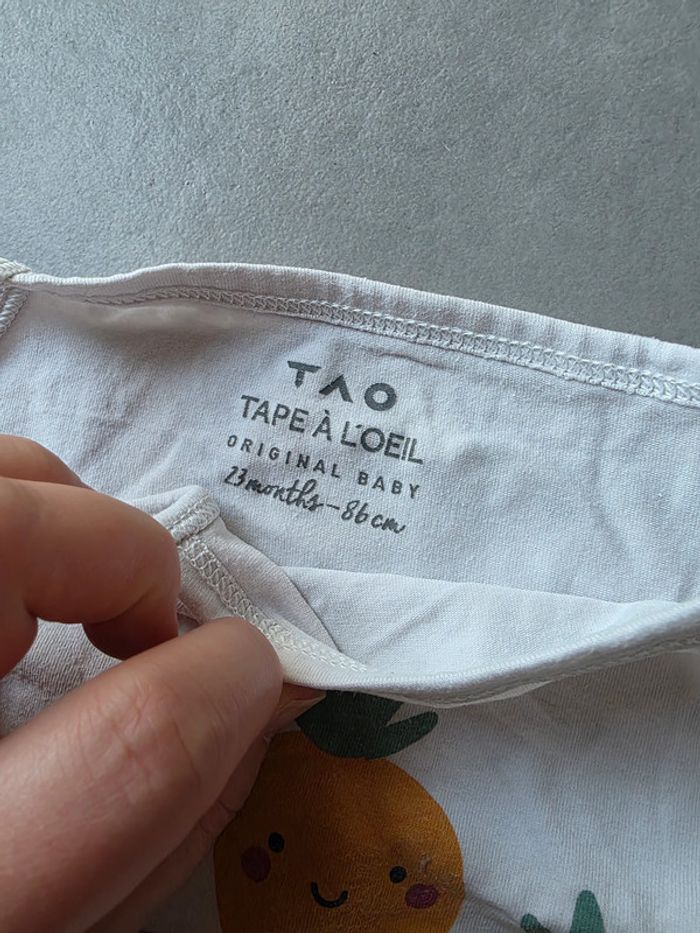 TAO
TAPE À L'OEIL
ORIGINAL BABY
23 months - 86 cm